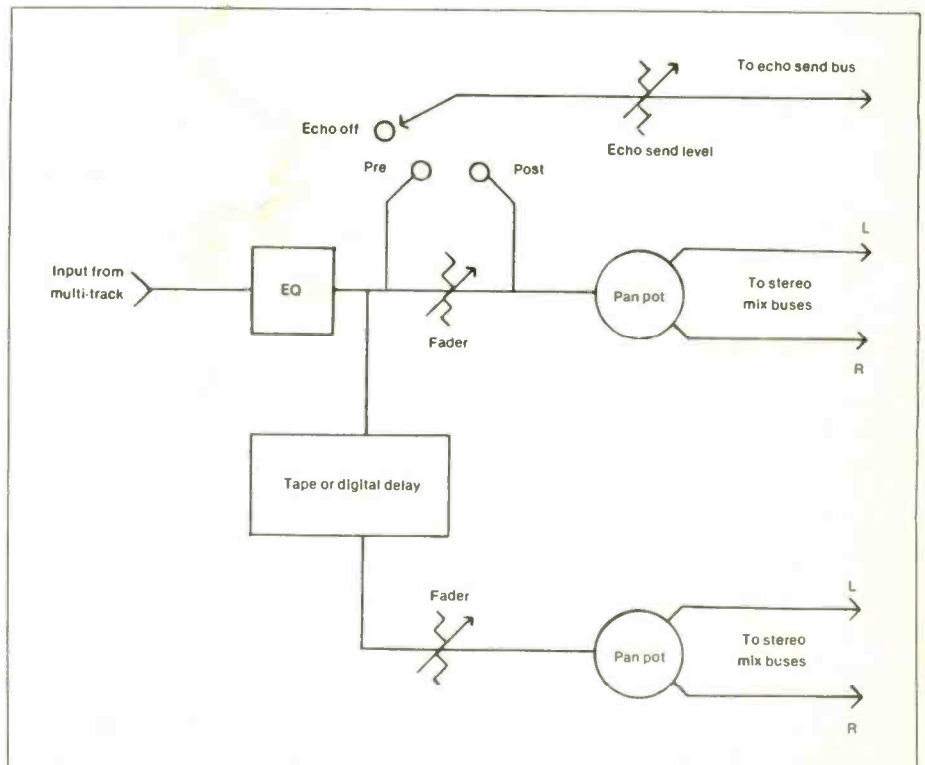 To echo send bus
Echo off
Echo send level
Pre
Post
L
Input from
multi-track
EQ
Pan pot
To stereo
mix buses
Fader
R
Tape or digital delay
Fader
L
Pan pot
To stereo
mix buses
R